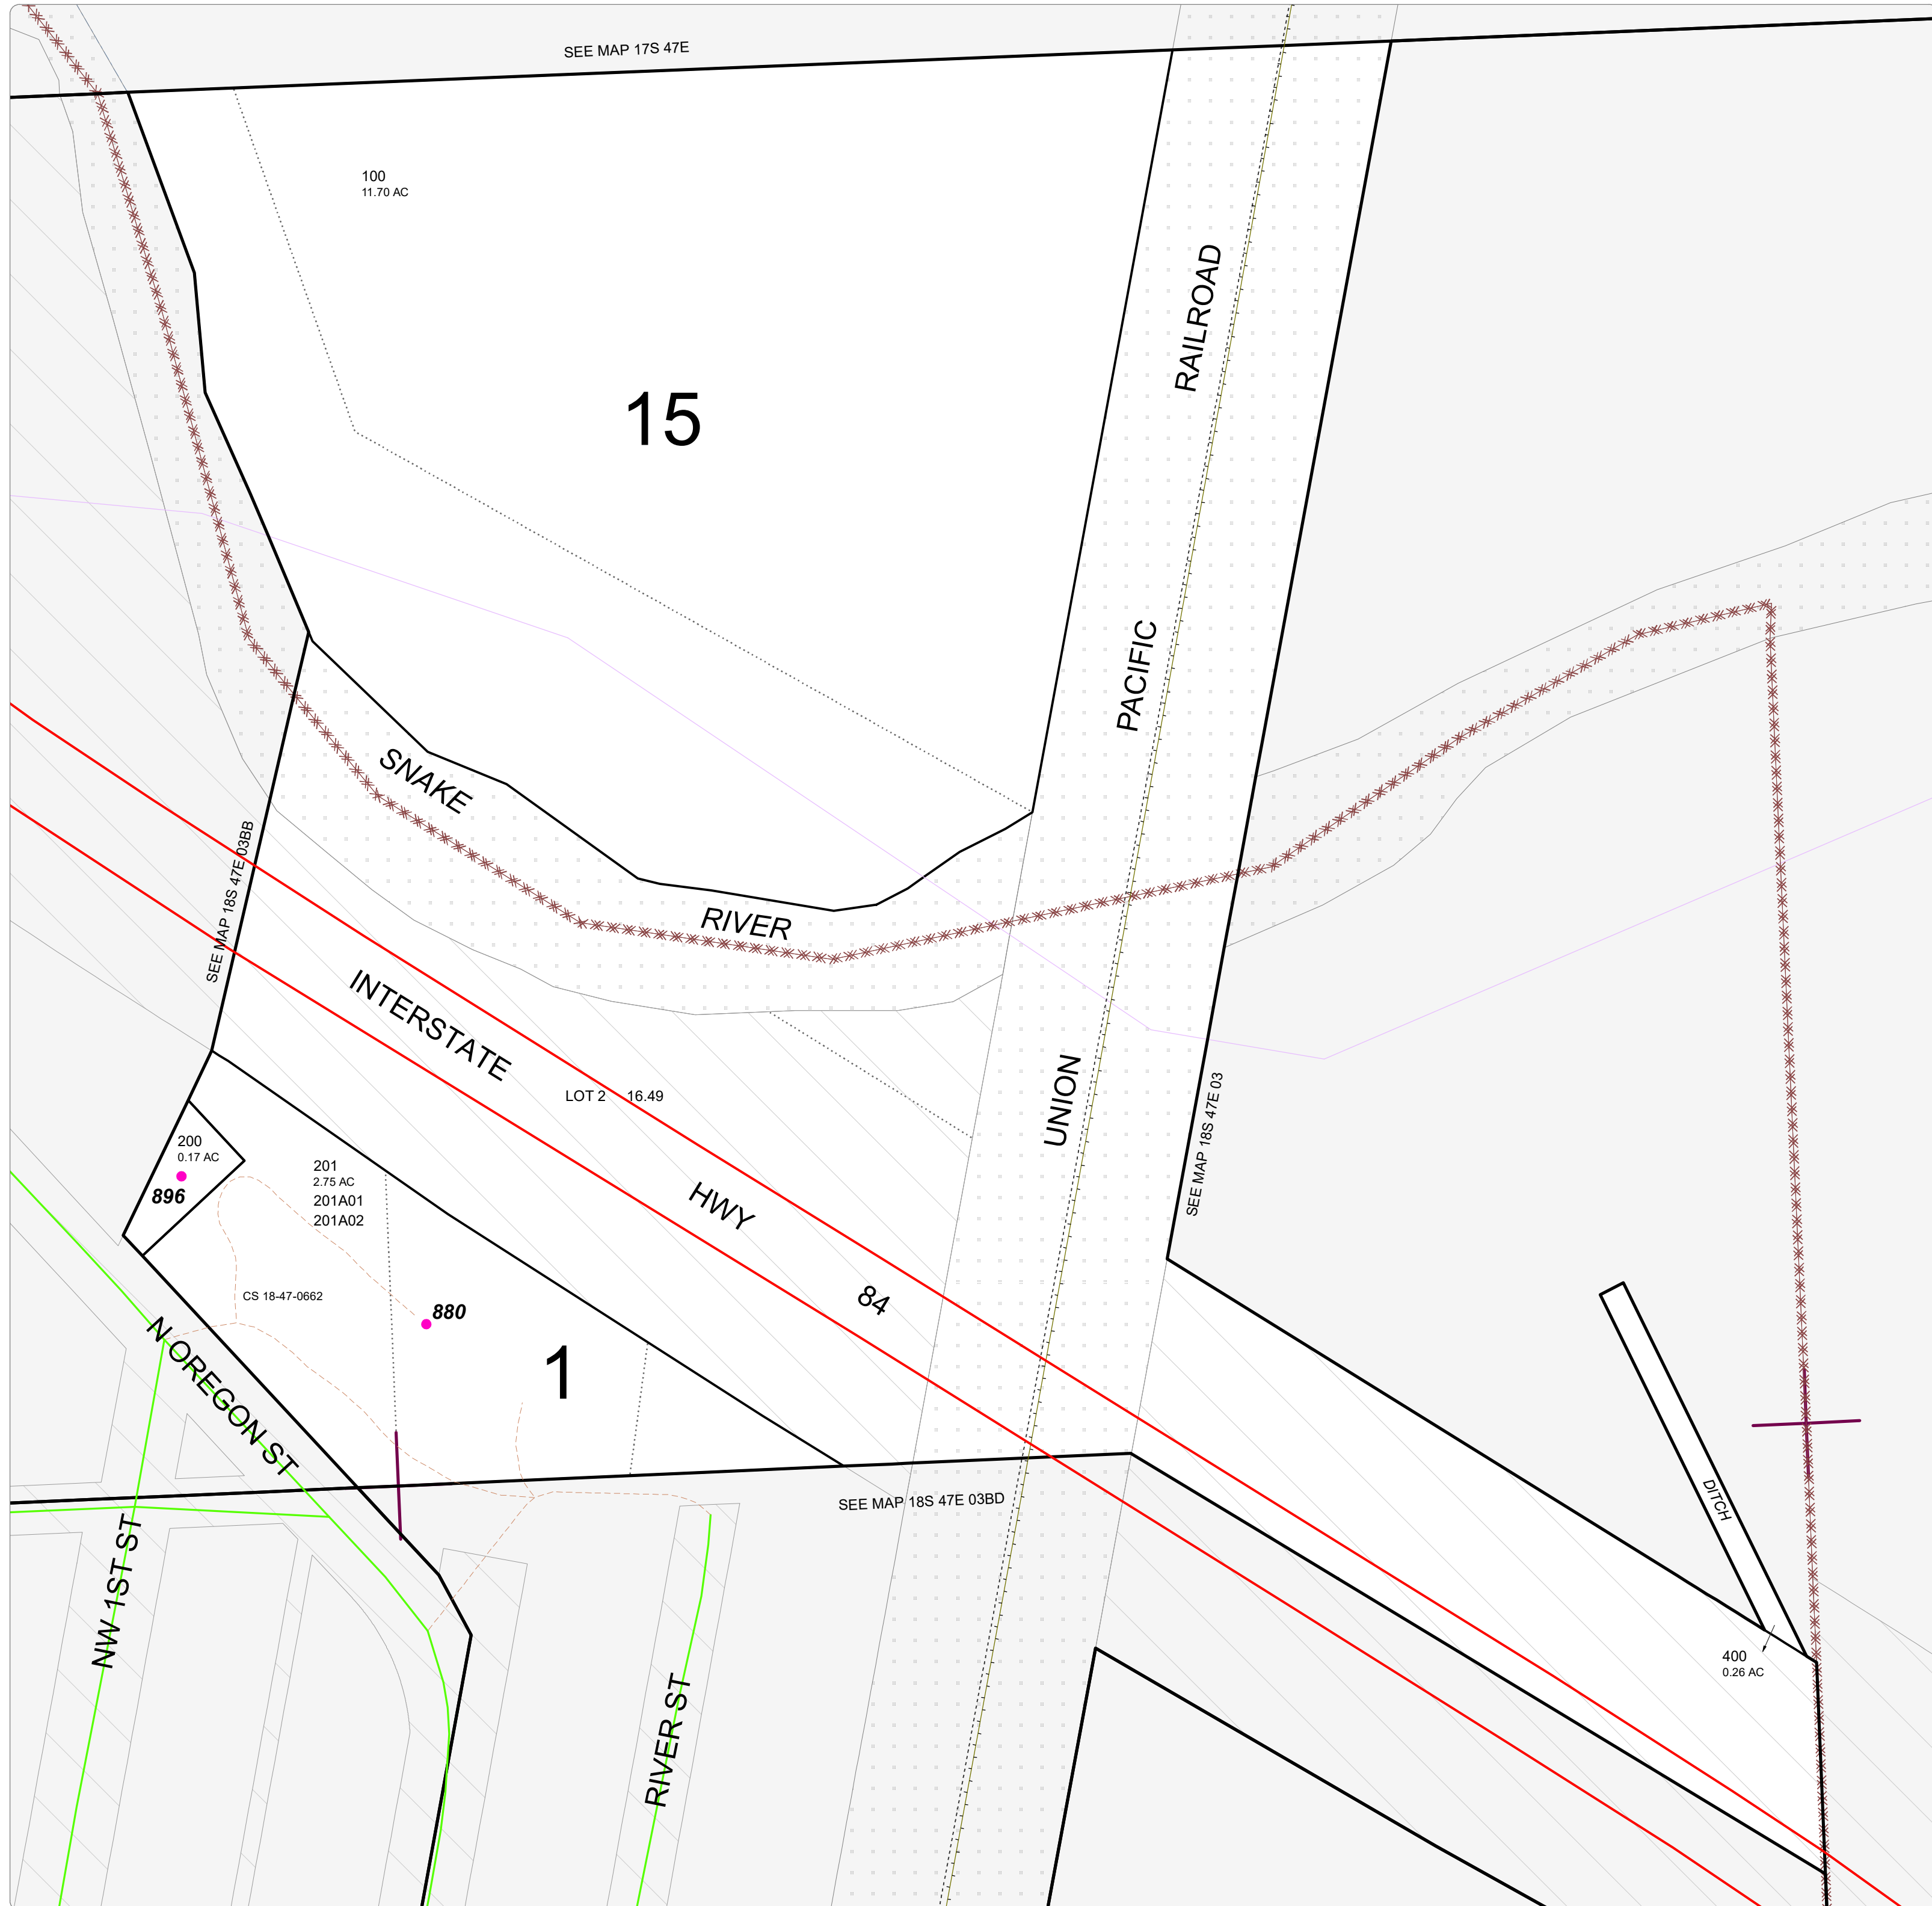 SEE MAP 17S 47E
100
11.70 AC
15
RAILROAD
PACIFIC
UNION
SNAKE
RIVER
SEE MAP 18S 47E 03BB
INTERSTATE
HWY
84
LOT 2 16.49
SEE MAP 18S 47E 03
200
0.17 AC
896
201
2.75 AC
201A01
201A02
CS 18-47-0662
880
1
N OREGON ST
SEE MAP 18S 47E 03BD
NW 1ST ST
RIVER ST
DITCH
400
0.26 AC